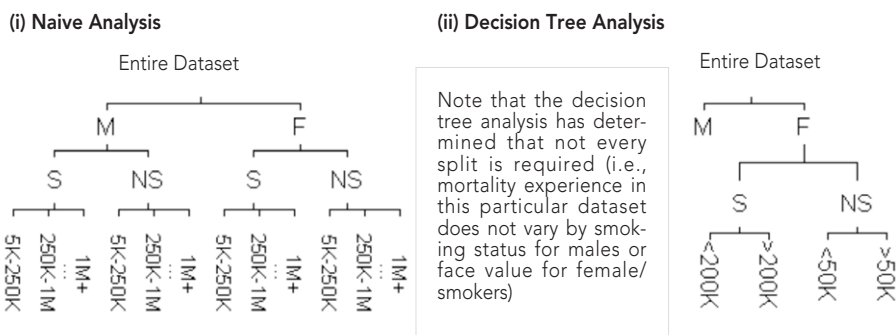 (i) Naive Analysis
Entire Dataset
M F
S NS S NS
5K-250K 250K-1M ... 1M+ 5K-250K 250K-1M ... 1M+ 5K-250K 250K-1M ... 1M+ 5K-250K 250K-1M ... 1M+
(ii) Decision Tree Analysis
Note that the decision
tree analysis has deter-
mined that not every
split is required (i.e.,
mortality experience in
this particular dataset
does not vary by smok-
ing status for males or
face value for female/
smokers)
Entire Dataset
M F
S NS
<200K >200K <50K >50K